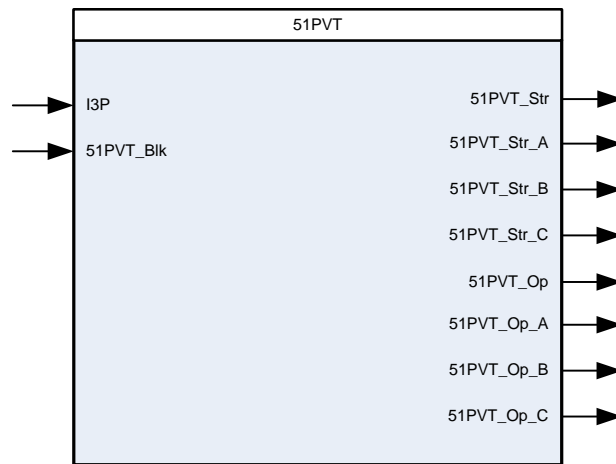 51PVT
I3P
51PVT_Blk
51PVT_Str
51PVT_Str_A
51PVT_Str_B
51PVT_Str_C
51PVT_Op
51PVT_Op_A
51PVT_Op_B
51PVT_Op_C